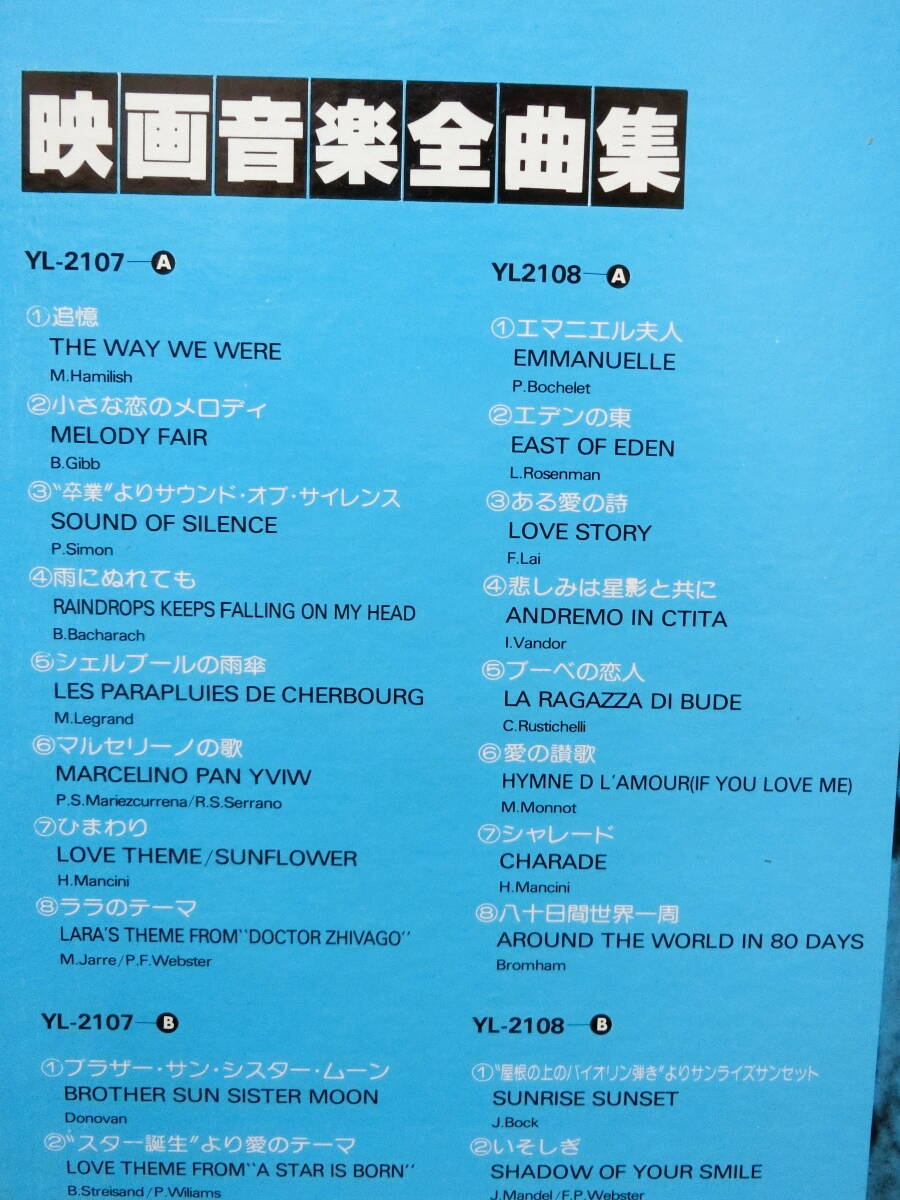 映画音楽全曲集
YL-2107-A
①追憶
THE WAY WE WERE
M.Hamilish
②小さな恋のメロディ
MELODY FAIR
B.Gibb
③"卒業"よりサウンド・オブ・サイレンス
SOUND OF SILENCE
P.Simon
④雨にぬれても
RAINDROPS KEEPS FALLING ON MY HEAD
B.Bacharach
⑤シェルブールの雨傘
LES PARAPLUIES DE CHERBOURG
M.Legrand
⑥マルセリーノの歌
MARCELINO PAN YVIW
P.S.Mariezcurrena/R.S.Serrano
⑦ひまわり
LOVE THEME/SUNFLOWER
H.Mancini
⑧ララのテーマ
LARA'S THEME FROM"DOCTOR ZHIVAGO"
M.Jarre/P.F.Webster
YL-2107-B
①ブラザー・サン・シスター・ムーン
BROTHER SUN SISTER MOON
Donovan
②"スター誕生"より愛のテーマ
LOVE THEME FROM"A STAR IS BORN"
B.Streisand/P.Wiliams
YL2108-A
①エマニエル夫人
EMMANUELLE
P.Bochelet
②エデンの東
EAST OF EDEN
L.Rosenman
③ある愛の詩
LOVE STORY
F.Lai
④悲しみは星影と共に
ANDREMO IN CTITA
I.Vandor
⑤ブーベの恋人
LA RAGAZZA DI BUDE
C.Rustichelli
⑥愛の讃歌
HYMNE D L'AMOUR(IF YOU LOVE ME)
M.Monnot
⑦シャレード
CHARADE
H.Mancini
⑧八十日間世界一周
AROUND THE WORLD IN 80 DAYS
Bromham
YL-2108-B
①"屋根の上のバイオリン弾き"よりサンライズサンセット
SUNRISE SUNSET
J.Bock
②いそしぎ
SHADOW OF YOUR SMILE
J.Mandel/F.P.Webster